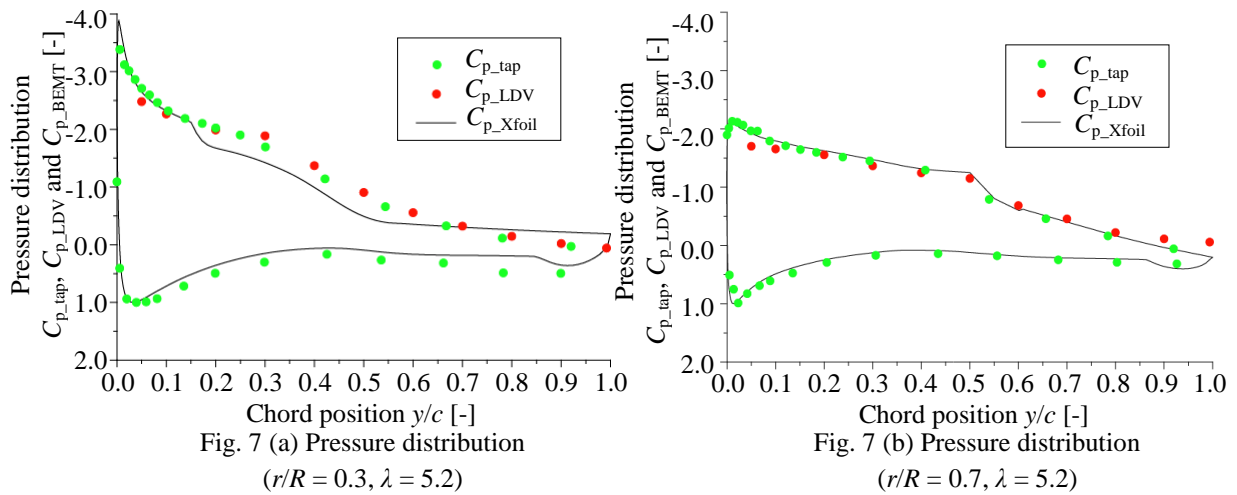 Pressure distribution
C_p_tap, C_p_LDV and C_p_BEMT [-]
-4.0
-3.0
-2.0
-1.0
0.0
1.0
2.0
C_p_tap
C_p_LDV
C_p_Xfoil
0.0 0.1 0.2 0.3 0.4 0.5 0.6 0.7 0.8 0.9 1.0
Chord position y/c [-]
Fig. 7 (a) Pressure distribution
(r/R = 0.3, λ = 5.2)
Pressure distribution
C_p_tap, C_p_LDV and C_p_BEMT [-]
-4.0
-3.0
-2.0
-1.0
0.0
1.0
2.0
C_p_tap
C_p_LDV
C_p_Xfoil
0.0 0.1 0.2 0.3 0.4 0.5 0.6 0.7 0.8 0.9 1.0
Chord position y/c [-]
Fig. 7 (b) Pressure distribution
(r/R = 0.7, λ = 5.2)